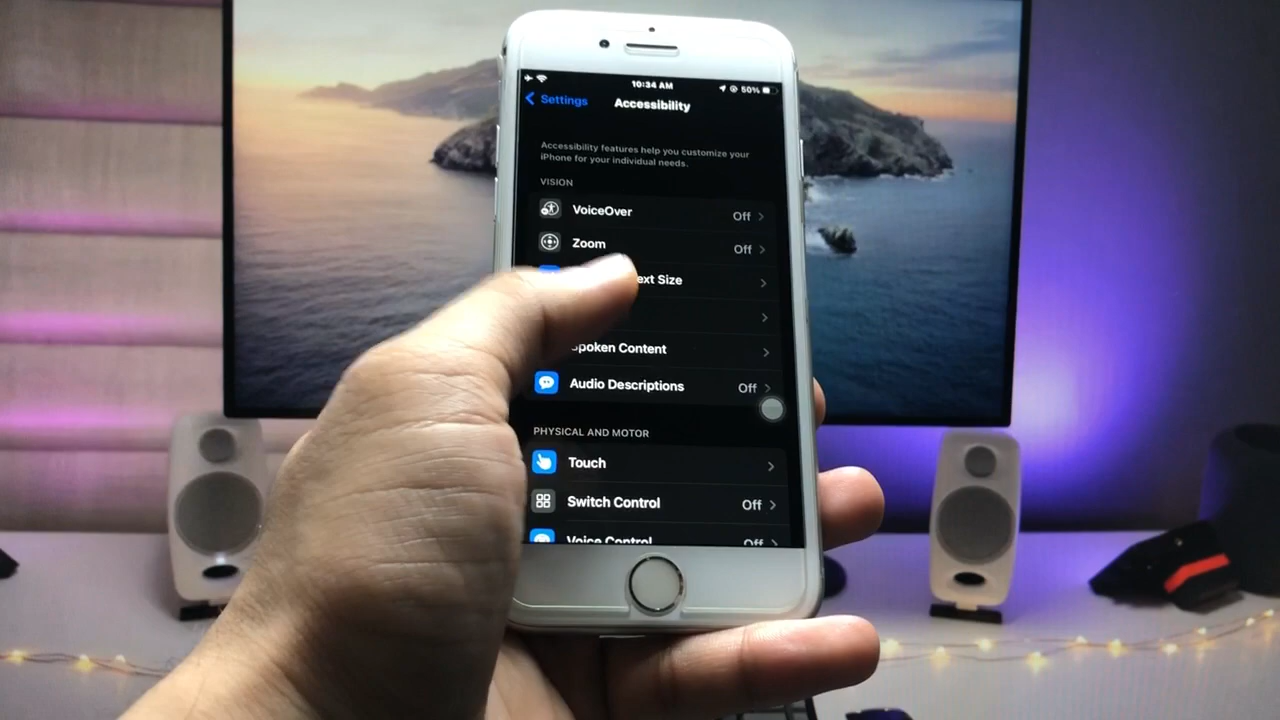 10:34 AM
50%
Settings
Accessibility
Accessibility features help you customize your
iPhone for your individual needs.
VISION
VoiceOver Off
Zoom Off
Text Size
Spoken Content
Audio Descriptions Off
PHYSICAL AND MOTOR
Touch
Switch Control Off
Voice Control Off